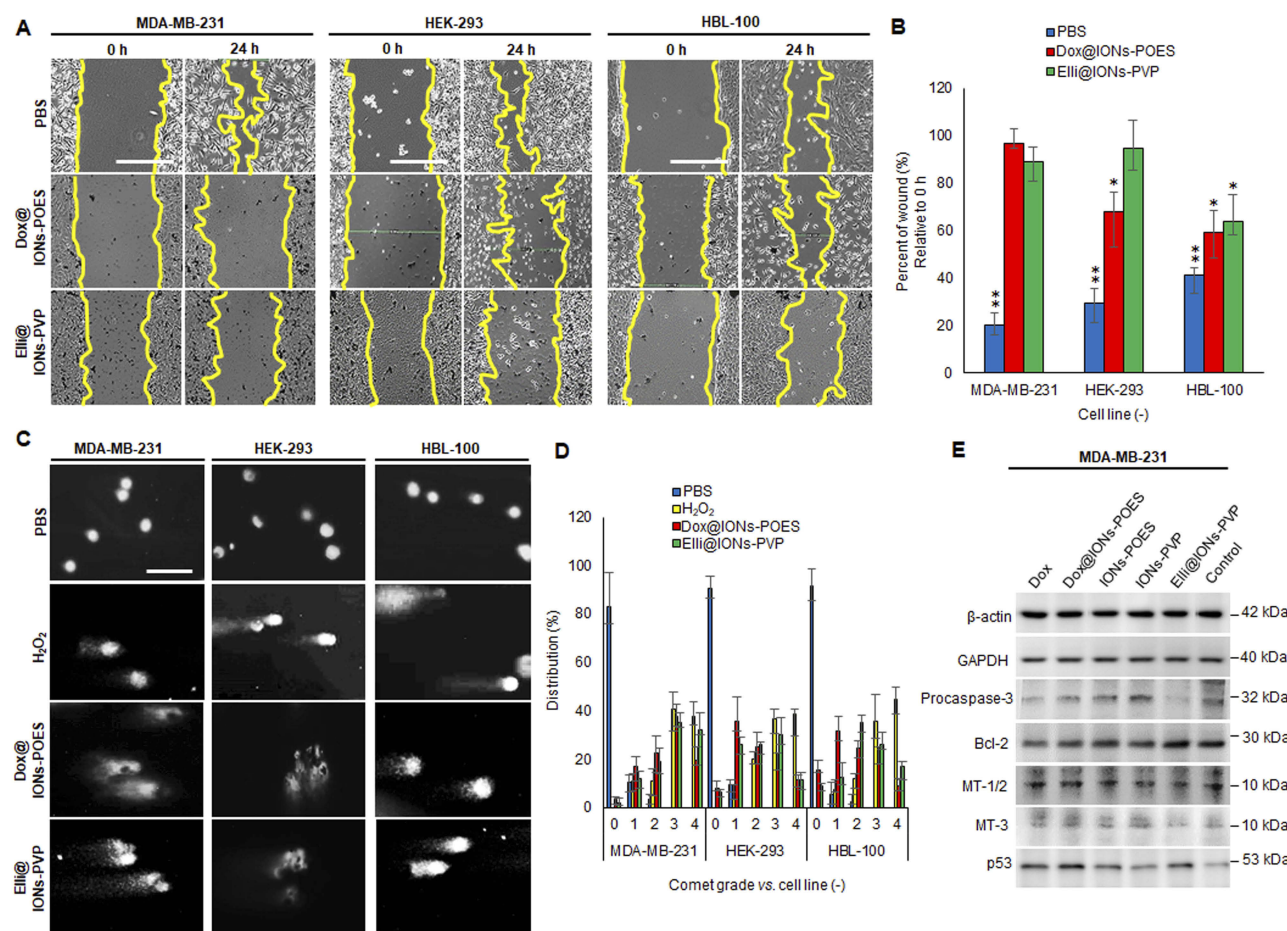 A
MDA-MB-231
HEK-293
HBL-100
0 h
24 h
0 h
24 h
0 h
24 h
PBS
Dox@
IONs-POES
Elli@
IONs-PVP
B
PBS
Dox@IONs-POES
Elli@IONs-PVP
Percent of wound (%)
Relative to 0 h
120
100
80
60
40
20
0
**
**
*
**
*
*
MDA-MB-231
HEK-293
HBL-100
Cell line (-)
C
MDA-MB-231
HEK-293
HBL-100
PBS
H₂O₂
Dox@
IONs-POES
Elli@
IONs-PVP
D
PBS
H₂O₂
Dox@IONs-POES
Elli@IONs-PVP
Distribution (%)
120
100
80
60
40
20
0
0 1 2 3 4 0 1 2 3 4 0 1 2 3 4
MDA-MB-231 HEK-293 HBL-100
Comet grade vs. cell line (-)
E
MDA-MB-231
Dox
Dox@IONs-POES
IONs-POES
IONs-PVP
Elli@IONs-PVP
Control
β-actin 42 kDa
GAPDH 40 kDa
Procaspase-3 32 kDa
Bcl-2 30 kDa
MT-1/2 10 kDa
MT-3 10 kDa
p53 53 kDa